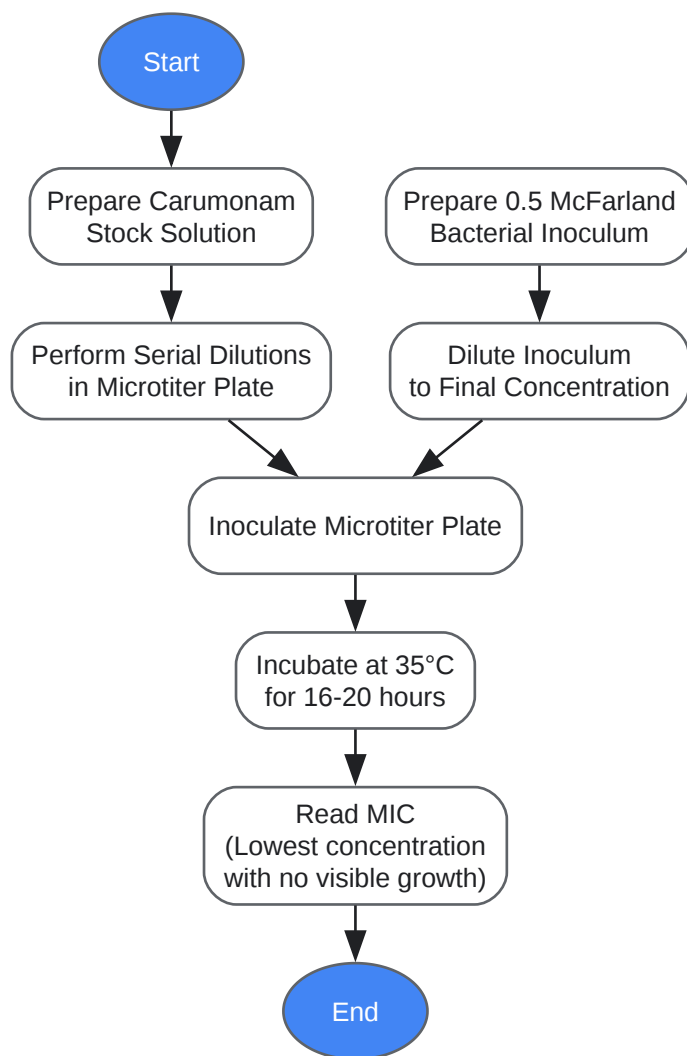 Start
Prepare Carumonam
Stock Solution
Prepare 0.5 McFarland
Bacterial Inoculum
Perform Serial Dilutions
in Microtiter Plate
Dilute Inoculum
to Final Concentration
Inoculate Microtiter Plate
Incubate at 35°C
for 16-20 hours
Read MIC
(Lowest concentration
with no visible growth)
End